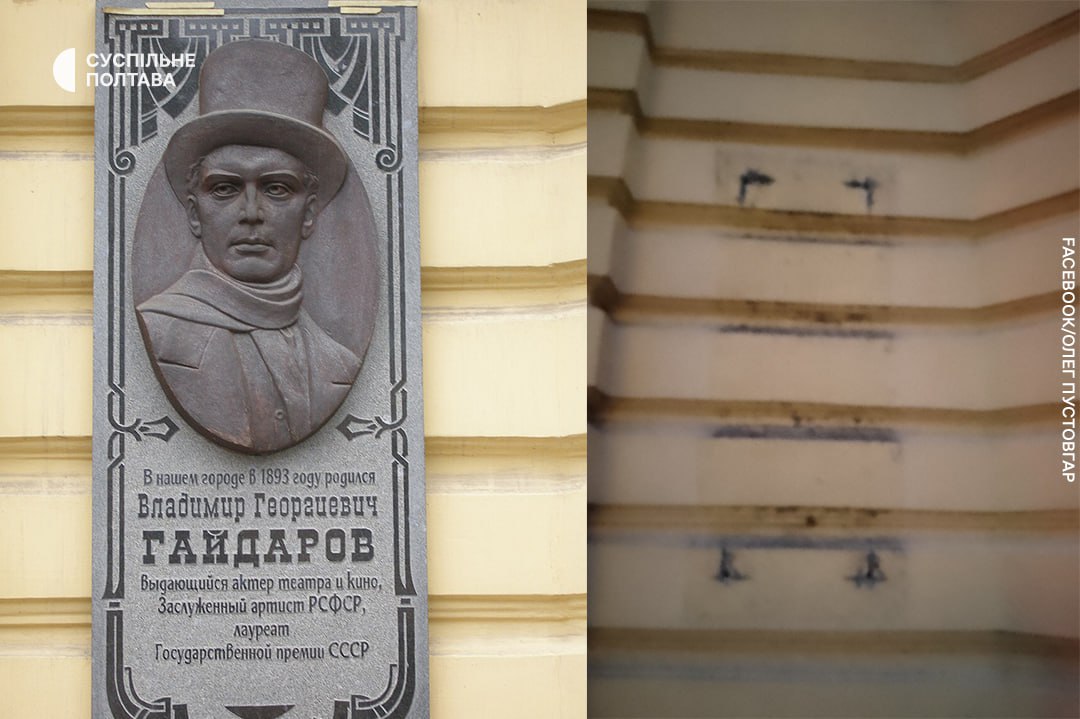 СУСПІЛЬНЕ
ПОЛТАВА
В нашем городе в 1893 году родился
Владимир Георгиевич
ГАЙДАРОВ
Выдающийся актер театра и кино,
Заслуженный артист РСФСР,
лауреат
Государственной премии СССР
FACEBOOK/ОЛЕГ ПУСТОВГАР